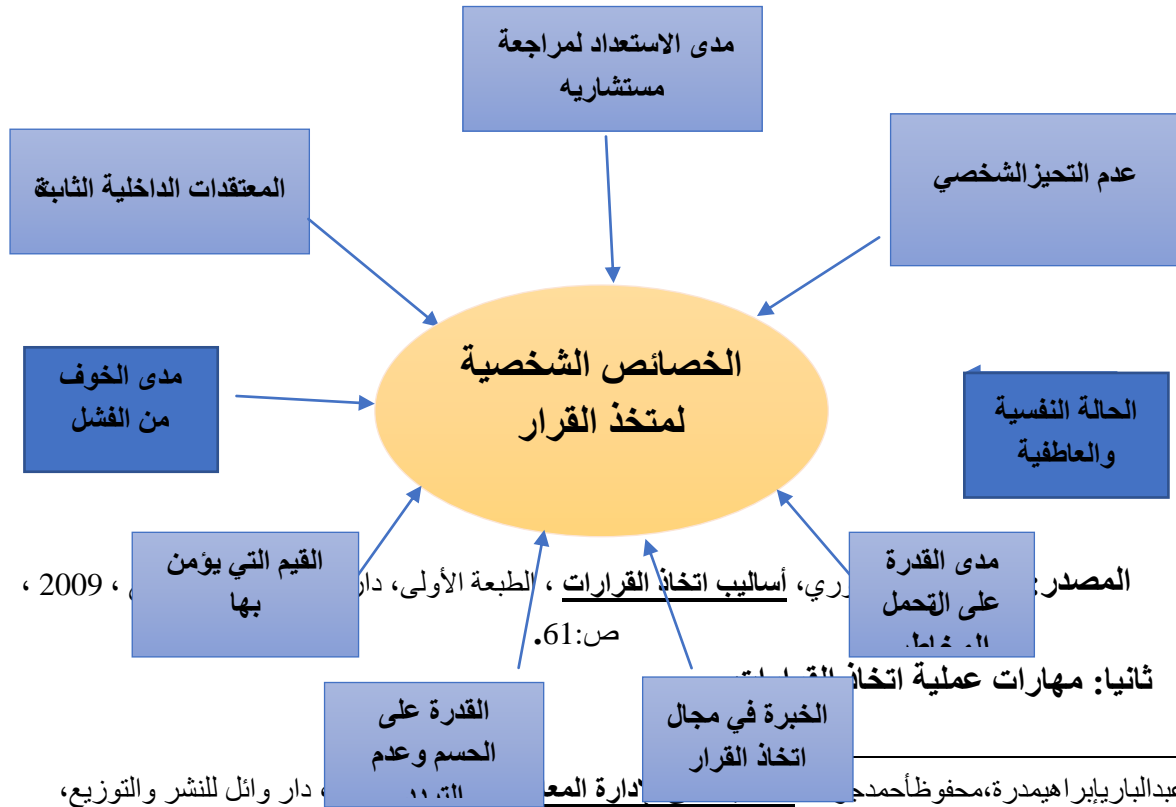 مدى الاستعداد لمراجعة
مستشاريه
عدم التحيزالشخصي
المعتقدات الداخلية الثابتة
الخصائص الشخصية
لمتخذ القرار
مدى الخوف
من الفشل
الحالة النفسية
والعاطفية
القيم التي يؤمن
بها
مدى القدرة
على التحمل
القدرة على
الحسم وعدم
الخبرة في مجال
اتخاذ القرار
المصدر: أساليب اتخاذ القرارات ، الطبعة الأولى، دار ، 2009 ،
ص:61.
ثانيا: مهارات عملية اتخاذ
عبدالباريإبراهيمدرة،محفوظأحمد ، دار وائل للنشر والتوزيع،